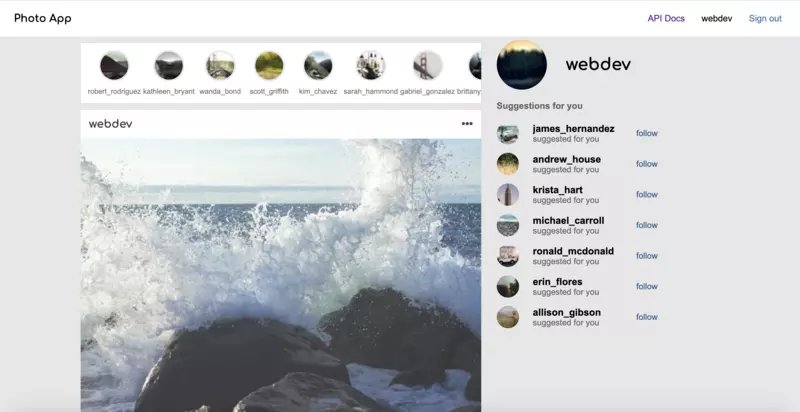 Photo App
API Docs webdev Sign out
robert_rodriguez kathleen_bryant wanda_bond scott_griffith kim_chavez sarah_hammond gabriel_gonzalez brittany
webdev
•••
webdev
Suggestions for you
james_hernandez
suggested for you
follow
andrew_house
suggested for you
follow
krista_hart
suggested for you
follow
michael_carroll
suggested for you
follow
ronald_mcdonald
suggested for you
follow
erin_flores
suggested for you
follow
allison_gibson
suggested for you
follow